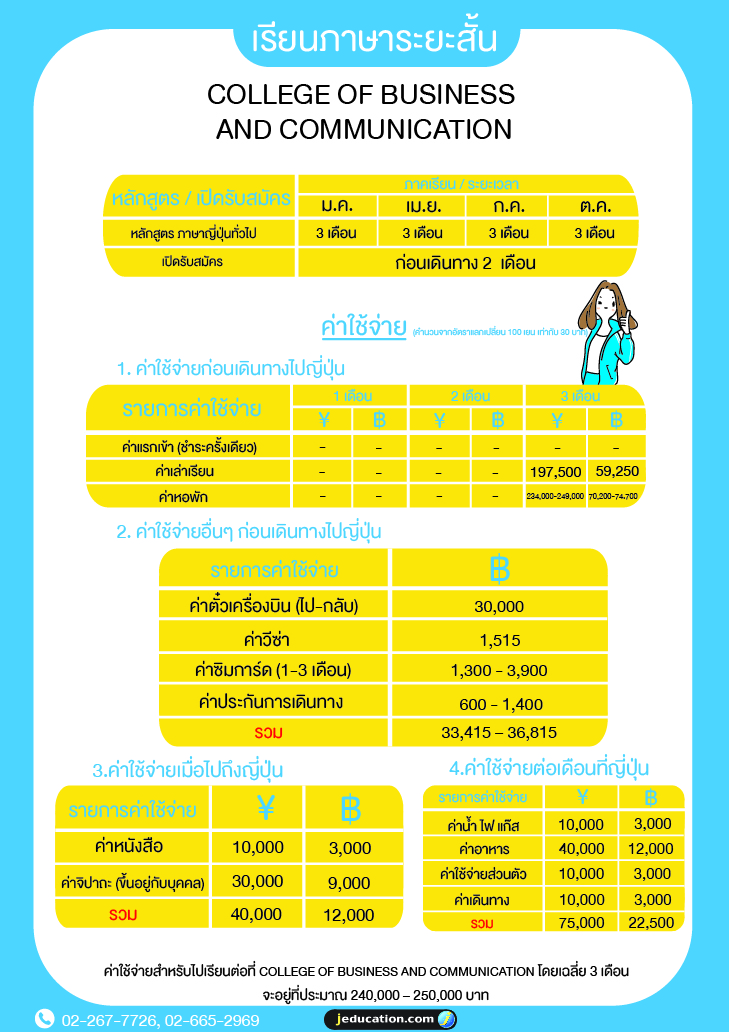 เรียนภาษาระยะสั้น
COLLEGE OF BUSINESS
AND COMMUNICATION
หลักสูตร / เปิดรับสมัคร ภาคเรียน / ระยะเวลา
ม.ค. เม.ย. ก.ค. ต.ค.
หลักสูตร ภาษาญี่ปุ่นทั่วไป 3 เดือน 3 เดือน 3 เดือน 3 เดือน
เปิดรับสมัคร ก่อนเดินทาง 2 เดือน
ค่าใช้จ่าย (คำนวนจากอัตราแลกเปลี่ยน 100 เยน เท่ากับ 30 บาท)
1. ค่าใช้จ่ายก่อนเดินทางไปญี่ปุ่น
รายการค่าใช้จ่าย 1 เดือน 2 เดือน 3 เดือน
¥ ฿ ¥ ฿ ¥ ฿
ค่าแรกเข้า (ชำระครั้งเดียว) – – – – – –
ค่าเล่าเรียน – – – – 197,500 59,250
ค่าหอพัก – – – – 234,000-249,000 70,200-74,700
2. ค่าใช้จ่ายอื่นๆ ก่อนเดินทางไปญี่ปุ่น
รายการค่าใช้จ่าย ฿
ค่าตั๋วเครื่องบิน (ไป-กลับ) 30,000
ค่าวีซ่า 1,515
ค่าซิมการ์ด (1-3 เดือน) 1,300 - 3,900
ค่าประกันการเดินทาง 600 - 1,400
รวม 33,415 – 36,815
3.ค่าใช้จ่ายเมื่อไปถึงญี่ปุ่น
รายการค่าใช้จ่าย ¥ ฿
ค่าหนังสือ 10,000 3,000
ค่าจิปาถะ (ขึ้นอยู่กับบุคคล) 30,000 9,000
รวม 40,000 12,000
4.ค่าใช้จ่ายต่อเดือนที่ญี่ปุ่น
รายการค่าใช้จ่าย ¥ ฿
ค่าน้ำ ไฟ แก๊ส 10,000 3,000
ค่าอาหาร 40,000 12,000
ค่าใช้จ่ายส่วนตัว 10,000 3,000
ค่าเดินทาง 10,000 3,000
รวม 75,000 22,500
ค่าใช้จ่ายสำหรับไปเรียนต่อที่ COLLEGE OF BUSINESS AND COMMUNICATION โดยเฉลี่ย 3 เดือน
จะอยู่ที่ประมาณ 240,000 – 250,000 บาท
02-267-7726, 02-665-2969 jeducation.com